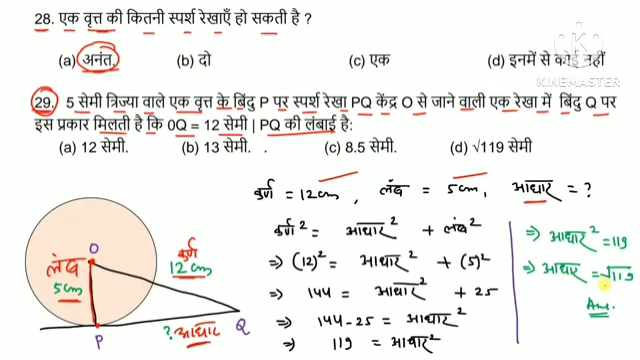 28. एक वृत्त की कितनी स्पर्श रेखाएँ हो सकती है ?
(a) अनंत. (b) दो (c) एक (d) इनमें से कोई नहीं
KINEMASTER
29. 5 सेमी त्रिज्या वाले एक वृत्त के बिंदु P पर स्पर्श रेखा PQ केंद्र O से जाने वाली एक रेखा में बिंदु Q पर
इस प्रकार मिलती है कि 0Q = 12 सेमी | PQ की लंबाई है:
(a) 12 सेमी. (b) 13 सेमी. . (c) 8.5 सेमी. (d) √119 सेमी
कर्ण = 12cm, लंब = 5cm, आधार = ?
कर्ण² = आधार² + लंब²
⇒ (12)² = आधार² + (5)²
⇒ 144 = आधार² + 25
⇒ 144-25 = आधार²
⇒ 119 = आधार²
⇒ आधार² = 119
⇒ आधार = √119
Ans.
O
लंब
5cm
कर्ण
12cm
? आधार
P
Q